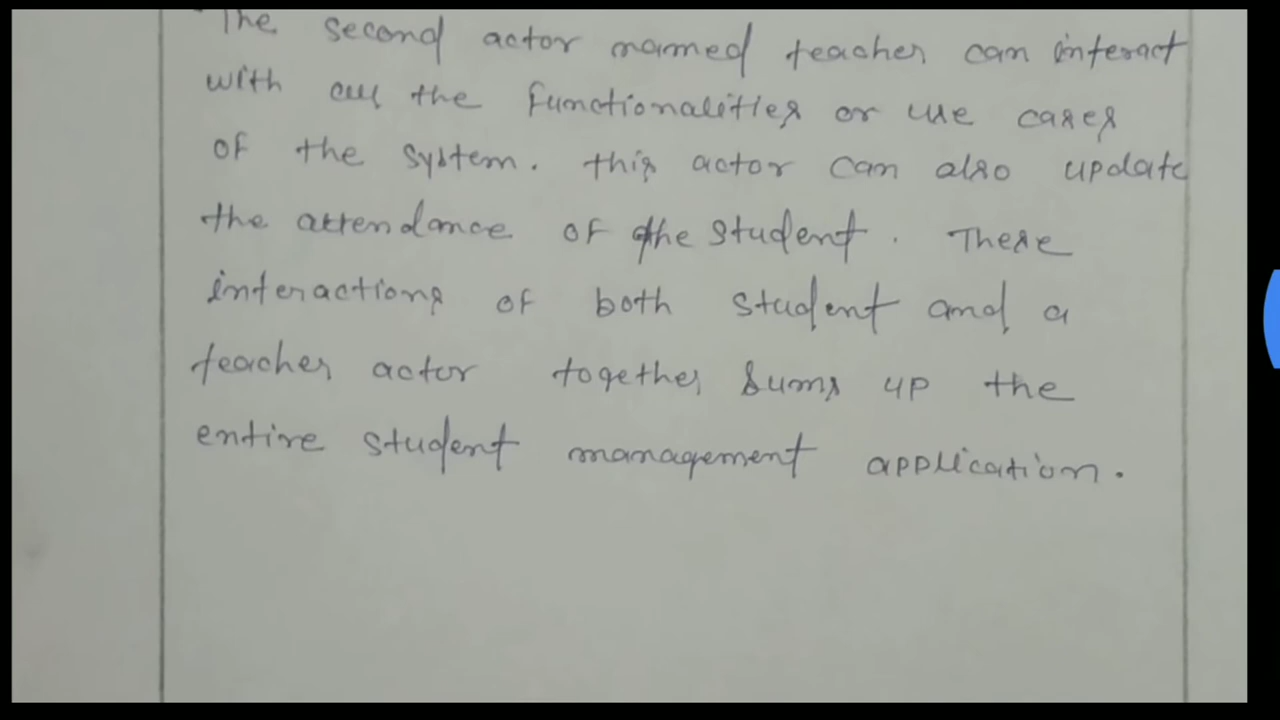 The second actor named teacher can interact
with all the functionalities or use cases
of the system. this actor can also update
the attendance of the student. These
interactions of both student and a
teacher actor together sums up the
entire student management application.